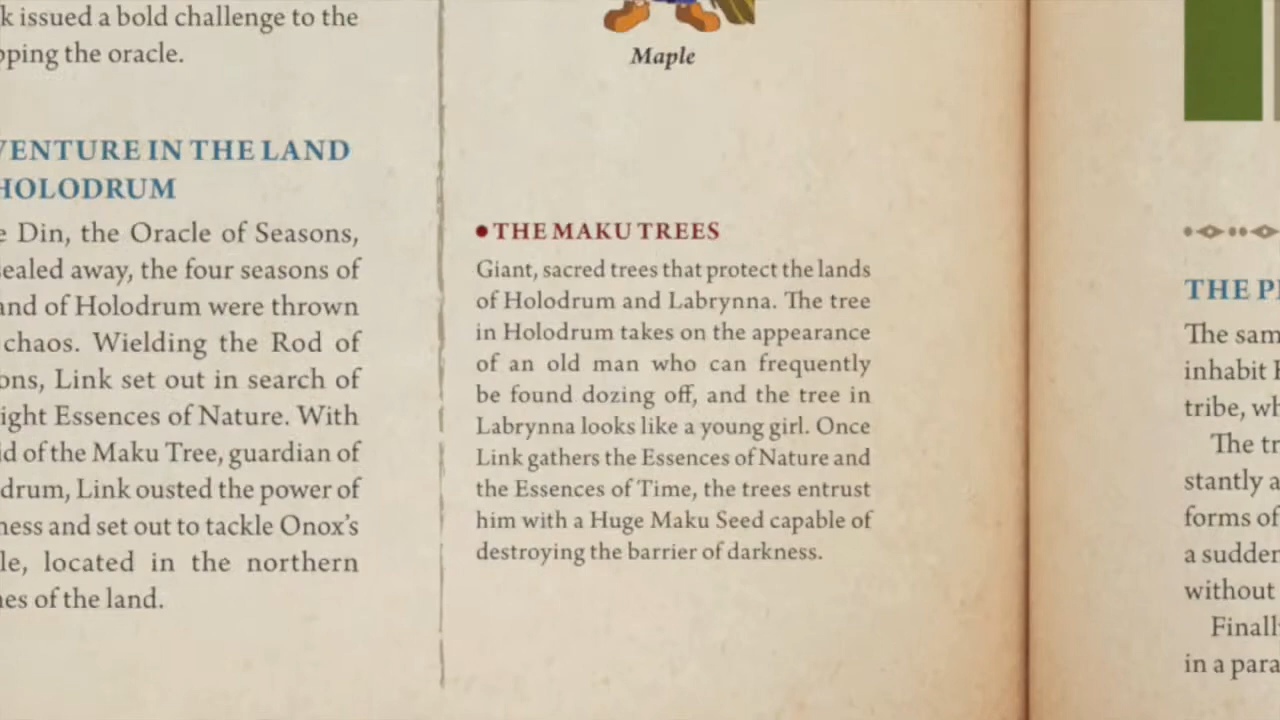 k issued a bold challenge to the
pping the oracle.
VENTURE IN THE LAND
HOLODRUM
e Din, the Oracle of Seasons,
sealed away, the four seasons of
and of Holodrum were thrown
chaos. Wielding the Rod of
ons, Link set out in search of
ight Essences of Nature. With
id of the Maku Tree, guardian of
drum, Link ousted the power of
ness and set out to tackle Onox's
le, located in the northern
nes of the land.
Maple
•THE MAKU TREES
Giant, sacred trees that protect the lands
of Holodrum and Labrynna. The tree
in Holodrum takes on the appearance
of an old man who can frequently
be found dozing off, and the tree in
Labrynna looks like a young girl. Once
Link gathers the Essences of Nature and
the Essences of Time, the trees entrust
him with a Huge Maku Seed capable of
destroying the barrier of darkness.
THE P
The sam
inhabit
tribe, wh
The tr
stantly a
forms of
a sudden
without
Finall
in a para